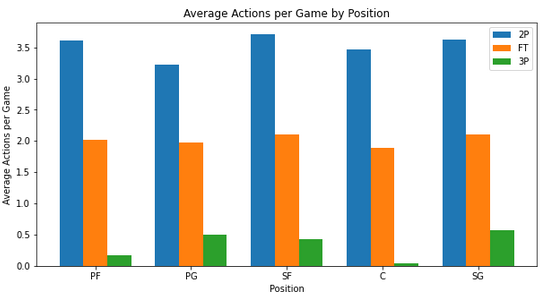 Average Actions per Game by Position
2P
FT
3P
Average Actions per Game
3.5
3.0
2.5
2.0
1.5
1.0
0.5
0.0
PF PG SF C SG
Position